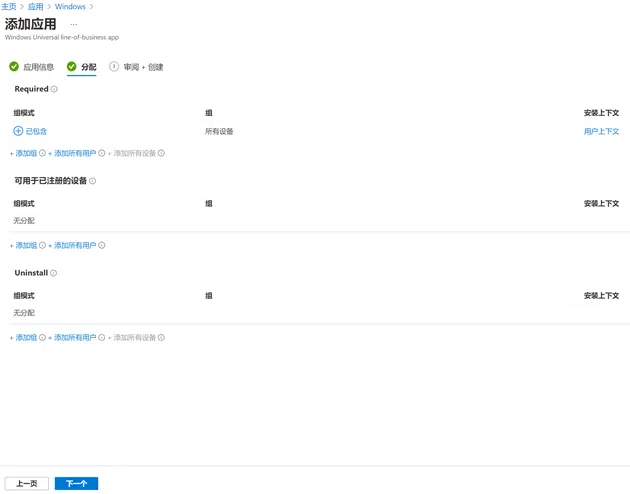 主页 > 应用 > Windows >
添加应用 ...
Windows Universal line-of-business app
应用信息 分配 3 审阅 + 创建
Required
组模式 组 安装上下文
已包含 所有设备 用户上下文
+ 添加组 + 添加所有用户 + 添加所有设备
可用于已注册的设备
组模式 组 安装上下文
无分配
+ 添加组 + 添加所有用户
Uninstall
组模式 组 安装上下文
无分配
+ 添加组 + 添加所有用户 + 添加所有设备
上一页 下一个